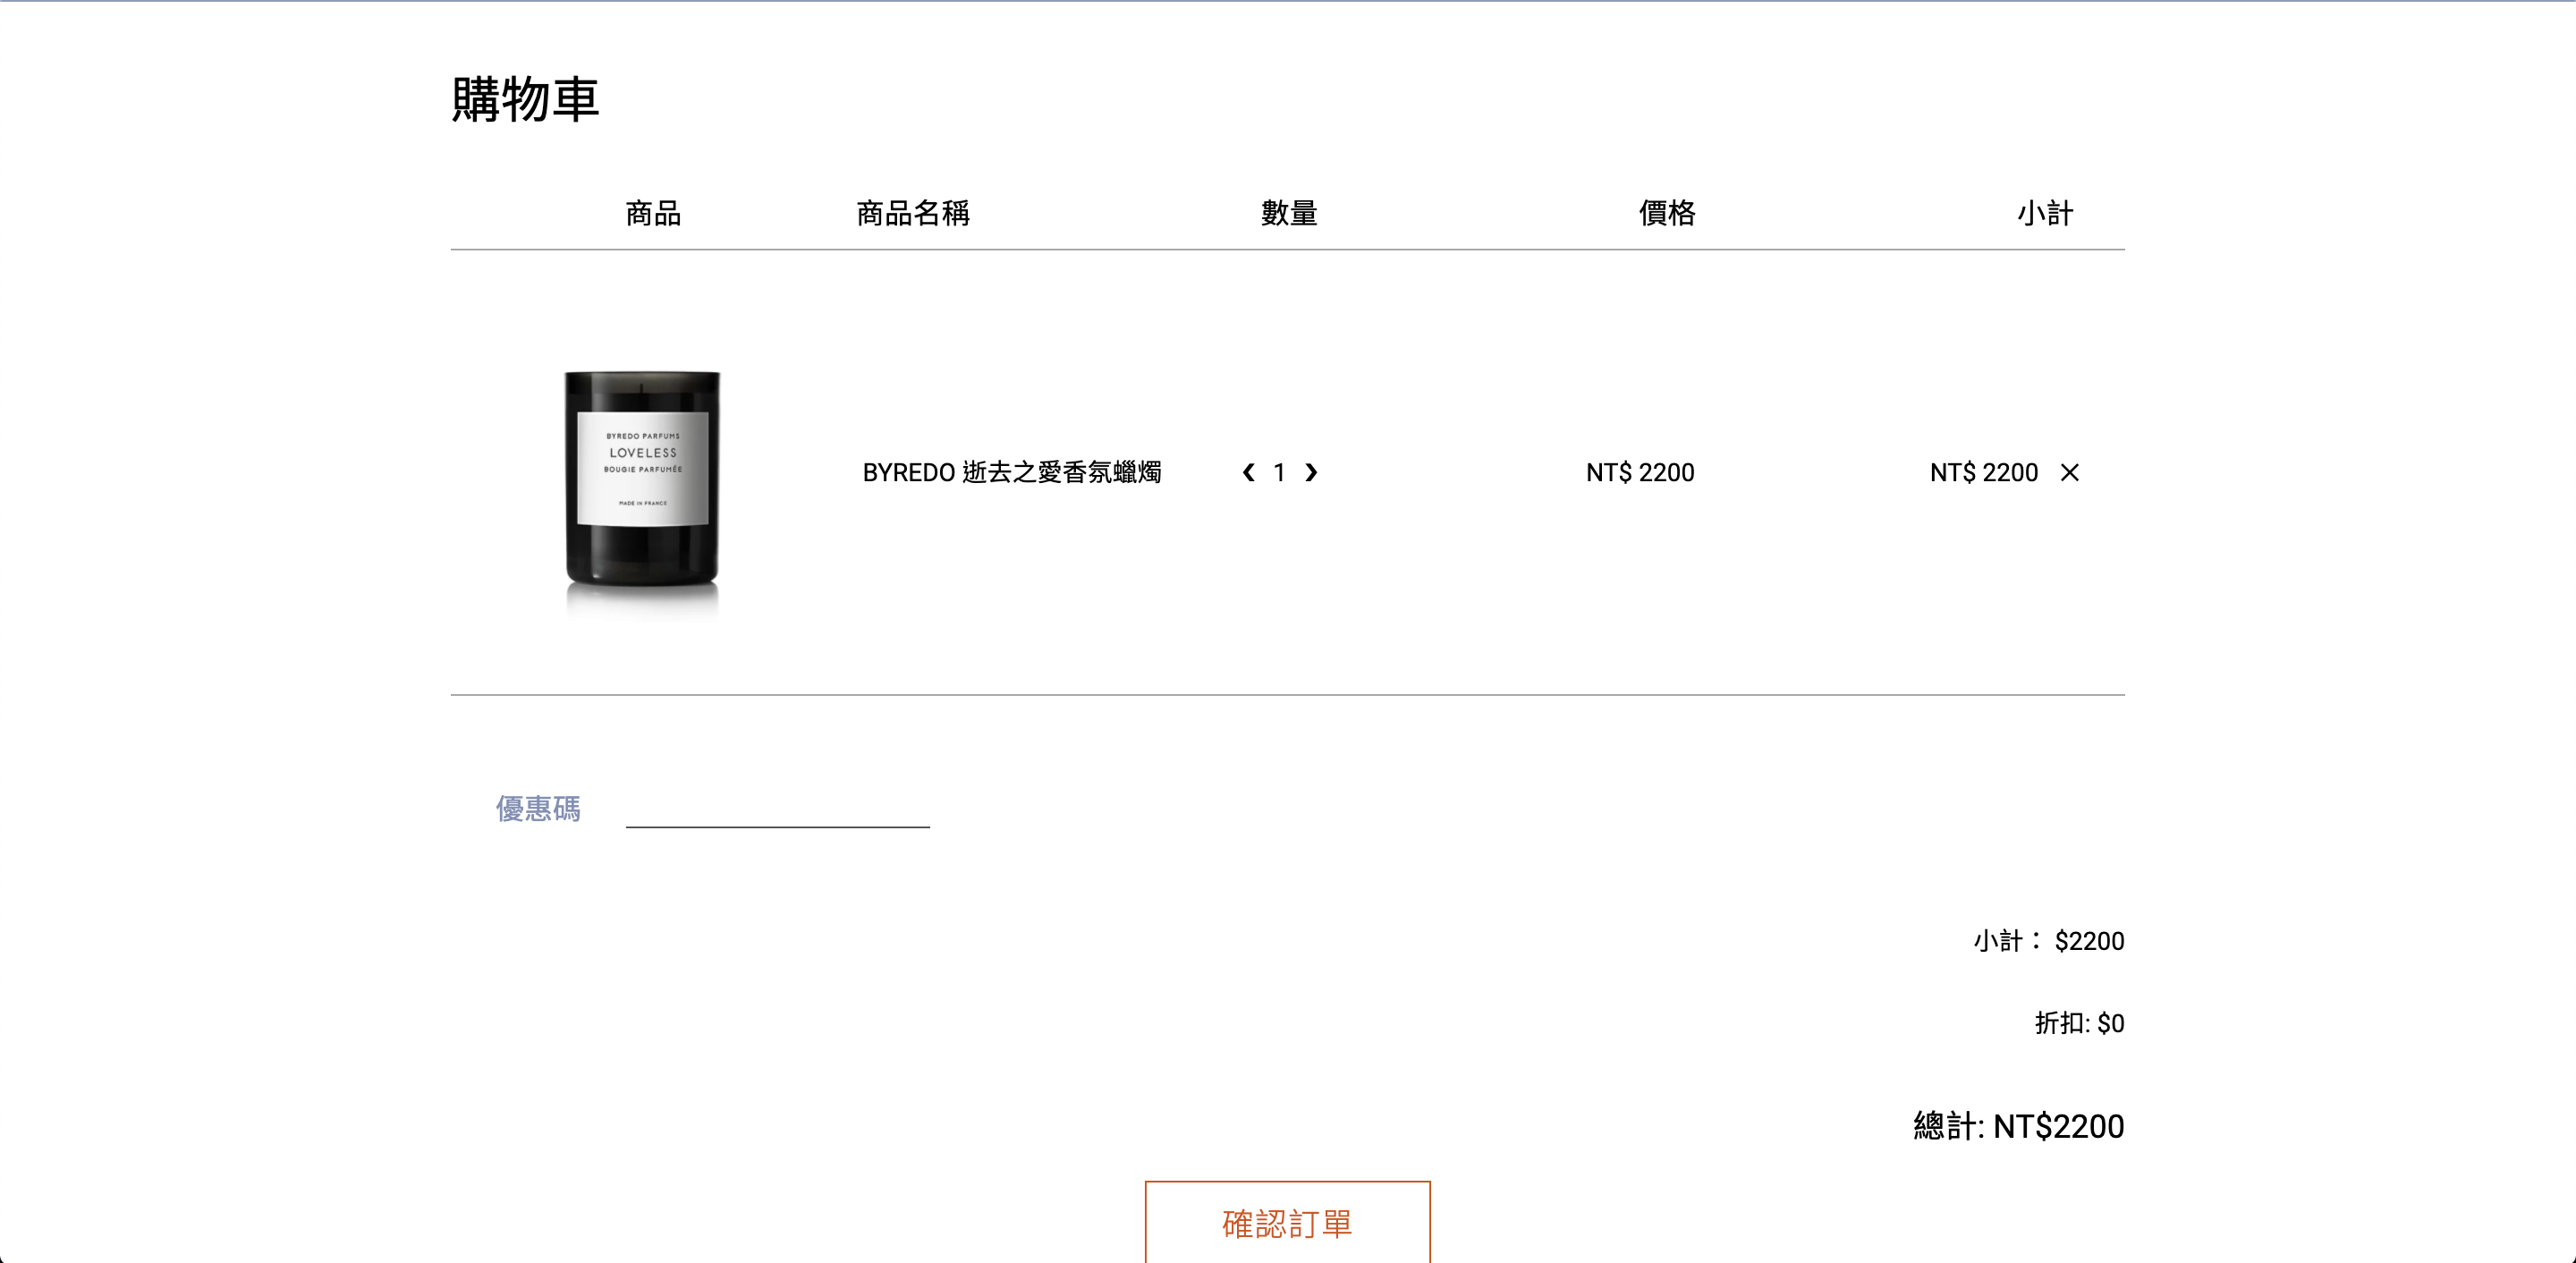 購物車
商品 商品名稱 數量 價格 小計
BYREDO PARFUMS
LOVELESS
BOUGIE PARFUMÉE
MADE IN FRANCE
BYREDO 逝去之愛香氛蠟燭 ❮ 1 ❯ NT$ 2200 NT$ 2200 ✕
優惠碼
小計： $2200
折扣: $0
總計: NT$2200
確認訂單